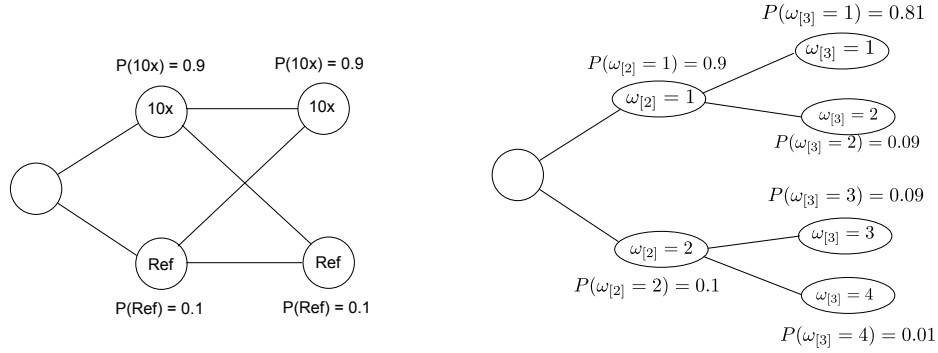 P(10x) = 0.9
P(10x) = 0.9
10x
10x
Ref
Ref
P(Ref) = 0.1
P(Ref) = 0.1
P(ω[3] = 1) = 0.81
ω[3] = 1
P(ω[2] = 1) = 0.9
ω[2] = 1
ω[3] = 2
P(ω[3] = 2) = 0.09
P(ω[3] = 3) = 0.09
ω[3] = 3
ω[2] = 2
P(ω[2] = 2) = 0.1
ω[3] = 4
P(ω[3] = 4) = 0.01